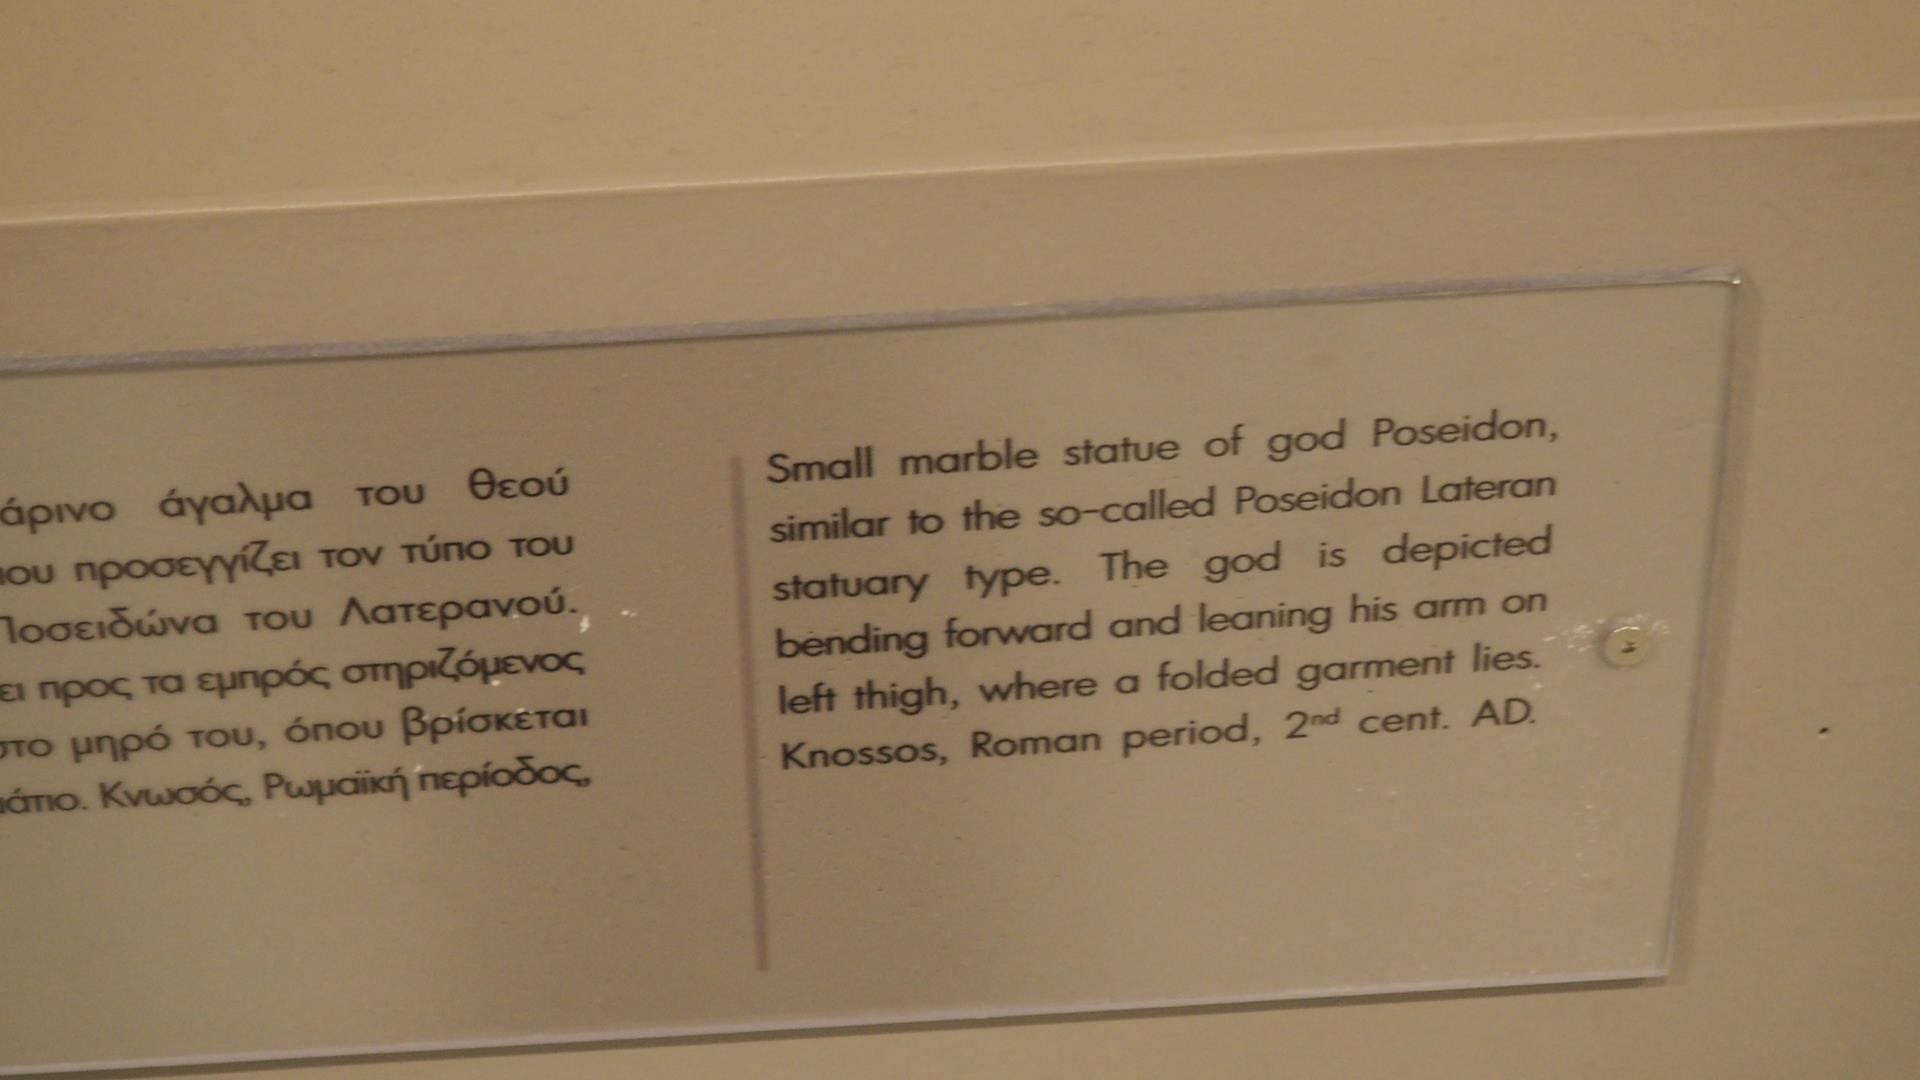 άρινο άγαλμα του θεού
που προσεγγίζει τον τύπο του
Ποσειδώνα του Λατερανού.
ει προς τα εμπρός στηριζόμενος
στο μηρό του, όπου βρίσκεται
μάτιο. Κνωσός, Ρωμαϊκή περίοδος,
Small marble statue of god Poseidon,
similar to the so-called Poseidon Lateran
statuary type. The god is depicted
bending forward and leaning his arm on
left thigh, where a folded garment lies.
Knossos, Roman period, 2nd cent. AD.